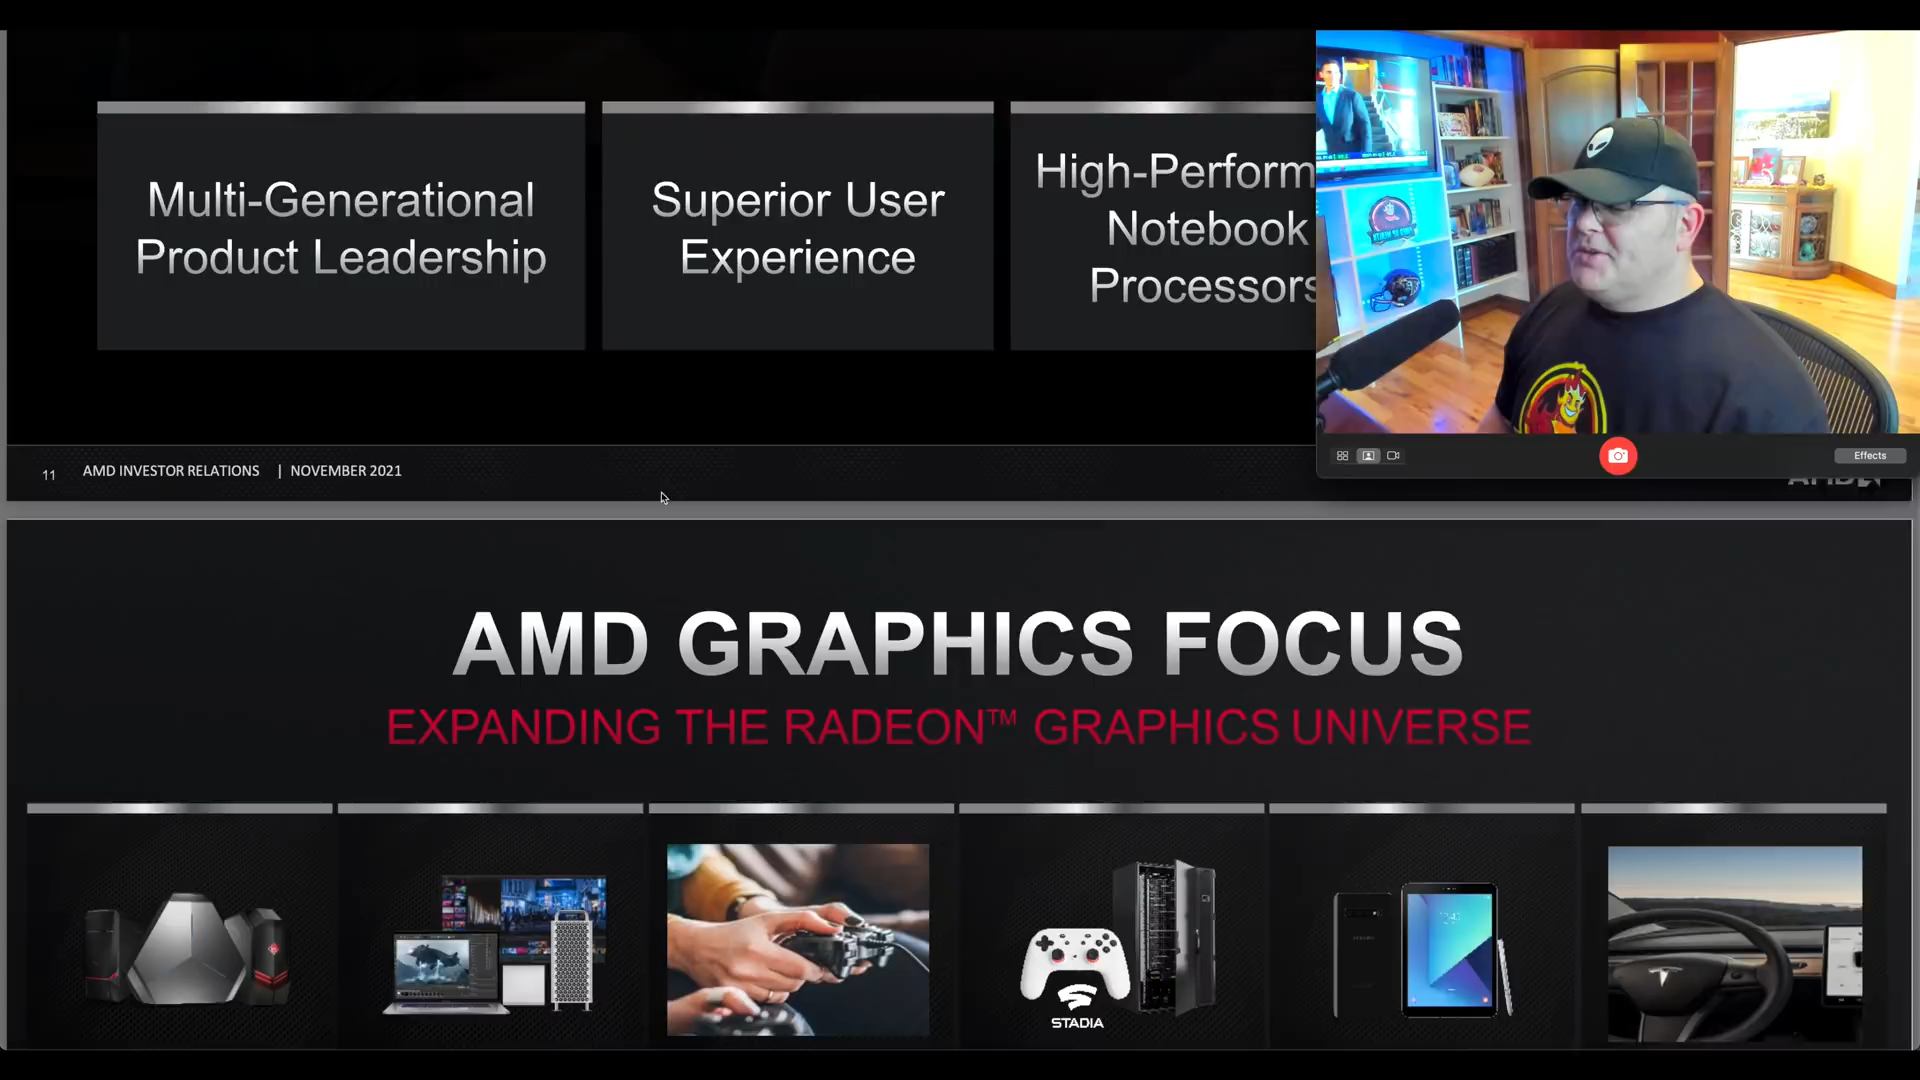 Multi-Generational
Product Leadership
Superior User
Experience
High-Perform
Notebook
Processors
11 AMD INVESTOR RELATIONS | NOVEMBER 2021
Effects
AMD GRAPHICS FOCUS
EXPANDING THE RADEON™ GRAPHICS UNIVERSE
STADIA